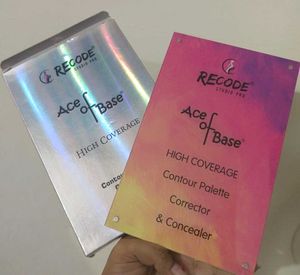 RECODE
STUDIO PRO
Ace of Base
HIGH COVERAGE
Contour
RECODE
STUDIO PRO
Ace of Base
HIGH COVERAGE
Contour Palette
Corrector
& Concealer